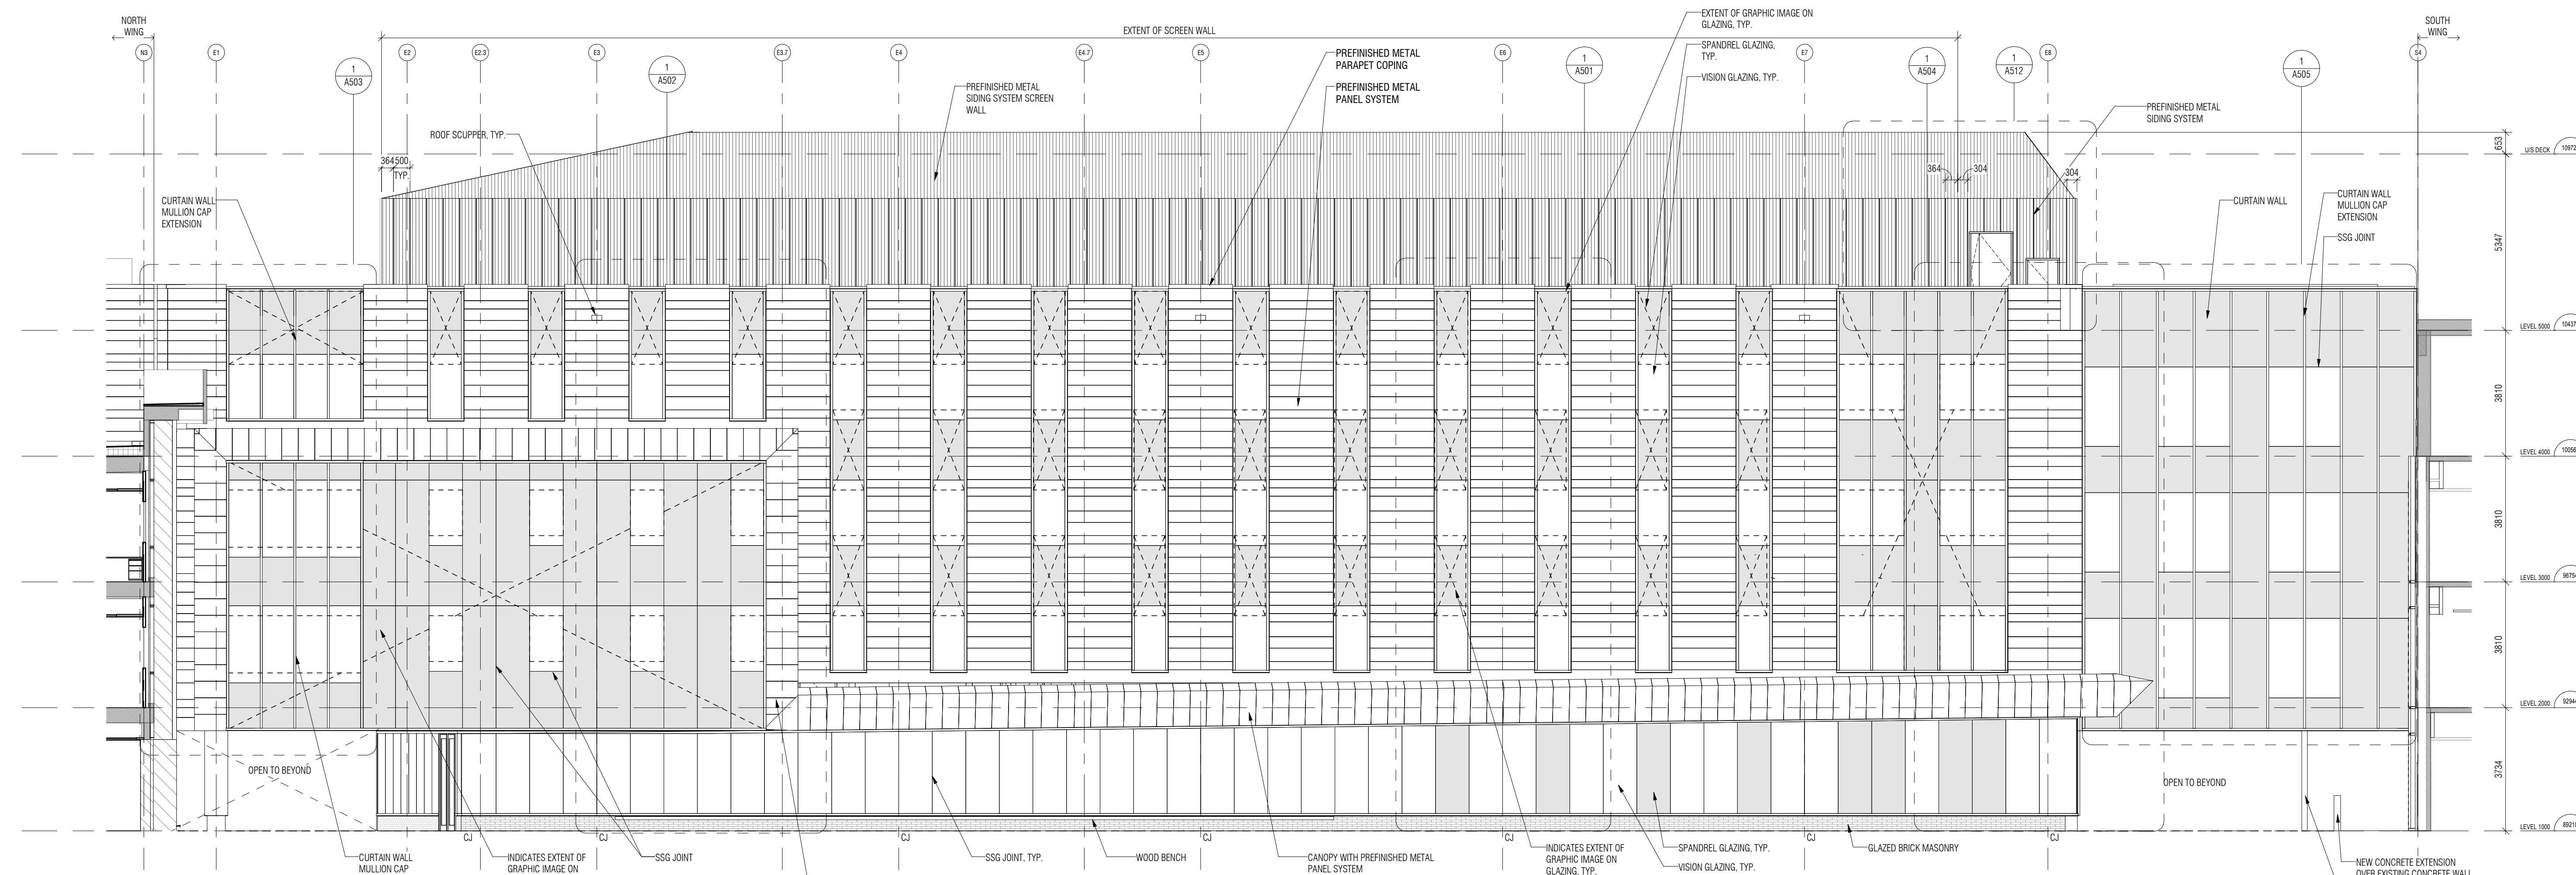 NORTH
WING
EXTENT OF SCREEN WALL
EXTENT OF GRAPHIC IMAGE ON
GLAZING, TYP.
SOUTH
WING
N3
E1
E2
E2.3
E3
E3.7
E4
E4.7
E5
E6
E7
E8
S4
1
A503
1
A502
1
A501
1
A504
1
A512
1
A505
PREFINISHED METAL
PARAPET COPING
SPANDREL GLAZING,
TYP.
VISION GLAZING, TYP.
PREFINISHED METAL
SIDING SYSTEM SCREEN
WALL
PREFINISHED METAL
PANEL SYSTEM
PREFINISHED METAL
SIDING SYSTEM
ROOF SCUPPER, TYP.
364
500
TYP.
364
304
304
653
U/S DECK
CURTAIN WALL
MULLION CAP
EXTENSION
CURTAIN WALL
CURTAIN WALL
MULLION CAP
EXTENSION
SSG JOINT
5347
LEVEL 5000
3810
LEVEL 4000
3810
LEVEL 3000
3810
LEVEL 2000
3734
LEVEL 1000
OPEN TO BEYOND
OPEN TO BEYOND
CJ
CJ
CJ
CJ
CJ
CJ
CJ
CURTAIN WALL
MULLION CAP
INDICATES EXTENT OF
GRAPHIC IMAGE ON
SSG JOINT
SSG JOINT, TYP.
WOOD BENCH
CANOPY WITH PREFINISHED METAL
PANEL SYSTEM
INDICATES EXTENT OF
GRAPHIC IMAGE ON
GLAZING, TYP.
SPANDREL GLAZING, TYP.
VISION GLAZING, TYP.
GLAZED BRICK MASONRY
NEW CONCRETE EXTENSION
OVER EXISTING CONCRETE WALL